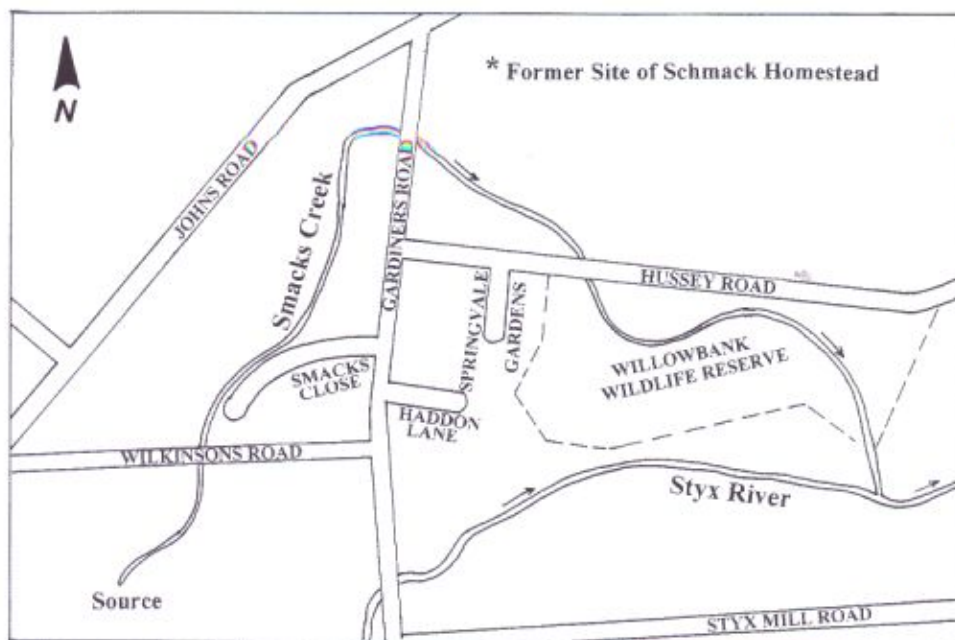 N
* Former Site of Schmack Homestead
JOHNS ROAD
Smacks Creek
GARDINERS ROAD
HUSSEY ROAD
SPRINGVALE
GARDENS
SMACKS
CLOSE
WILLOWBANK
WILDLIFE RESERVE
HADDON
LANE
WILKINSONS ROAD
Styx River
Source
STYX MILL ROAD